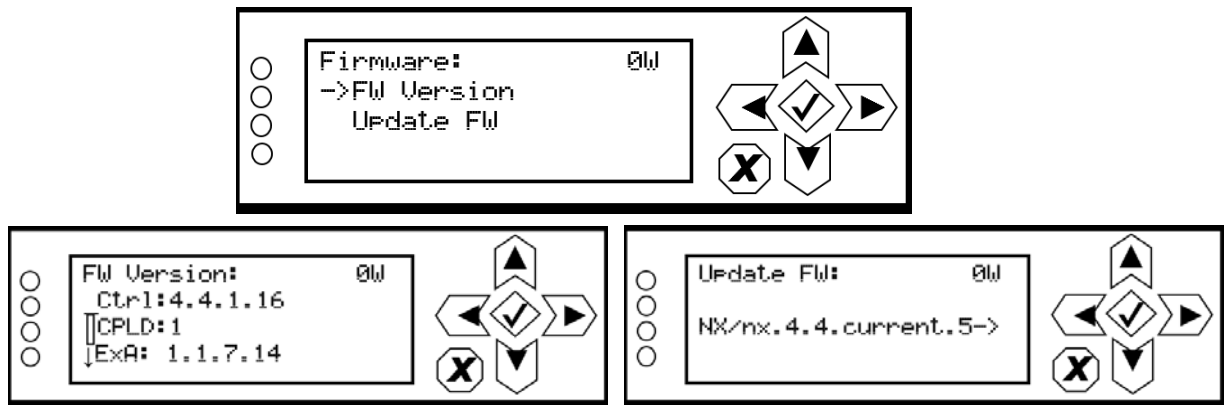 Firmware: 0W
->FW Version
Update FW
FW Version: 0W
Ctrl:4.4.1.16
CPLD:1
↓ExA: 1.1.7.14
Update FW: 0W
NX/nx.4.4.current.5->